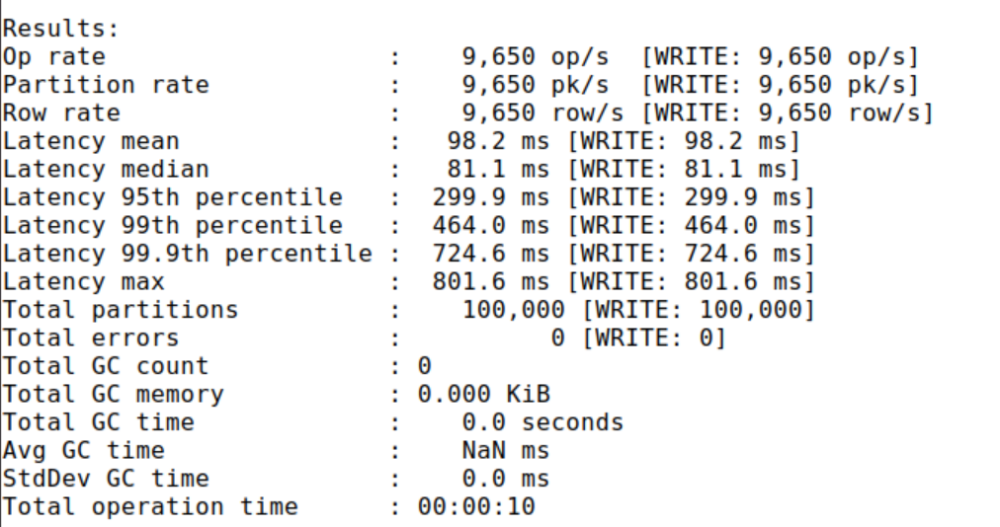 Results:
Op rate                   :    9,650 op/s  [WRITE: 9,650 op/s]
Partition rate            :    9,650 pk/s  [WRITE: 9,650 pk/s]
Row rate                  :    9,650 row/s [WRITE: 9,650 row/s]
Latency mean              :   98.2 ms [WRITE: 98.2 ms]
Latency median            :   81.1 ms [WRITE: 81.1 ms]
Latency 95th percentile   :  299.9 ms [WRITE: 299.9 ms]
Latency 99th percentile   :  464.0 ms [WRITE: 464.0 ms]
Latency 99.9th percentile :  724.6 ms [WRITE: 724.6 ms]
Latency max               :  801.6 ms [WRITE: 801.6 ms]
Total partitions          :    100,000 [WRITE: 100,000]
Total errors              :          0 [WRITE: 0]
Total GC count            : 0
Total GC memory           : 0.000 KiB
Total GC time             :    0.0 seconds
Avg GC time               :    NaN ms
StdDev GC time            :    0.0 ms
Total operation time      : 00:00:10